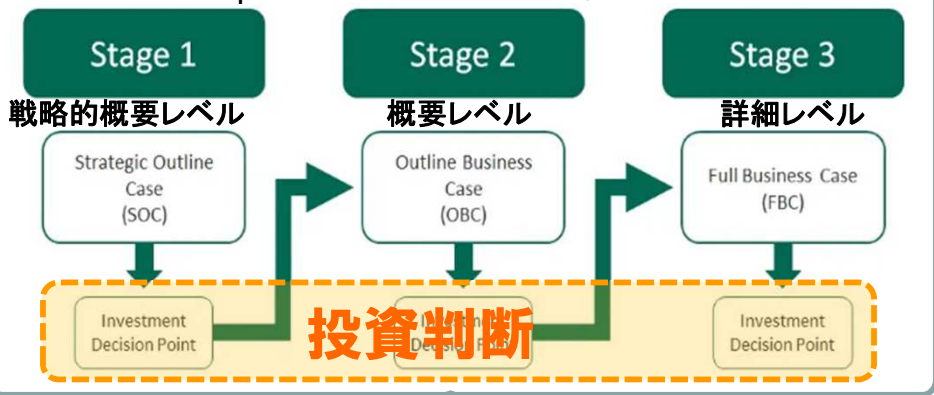 Stage 1
Stage 2
Stage 3
戦略的概要レベル
概要レベル
詳細レベル
Strategic Outline
Case
(SOC)
Outline Business
Case
(OBC)
Full Business Case
(FBC)
Investment
Decision Point
投資判断
Investment
Decision Point